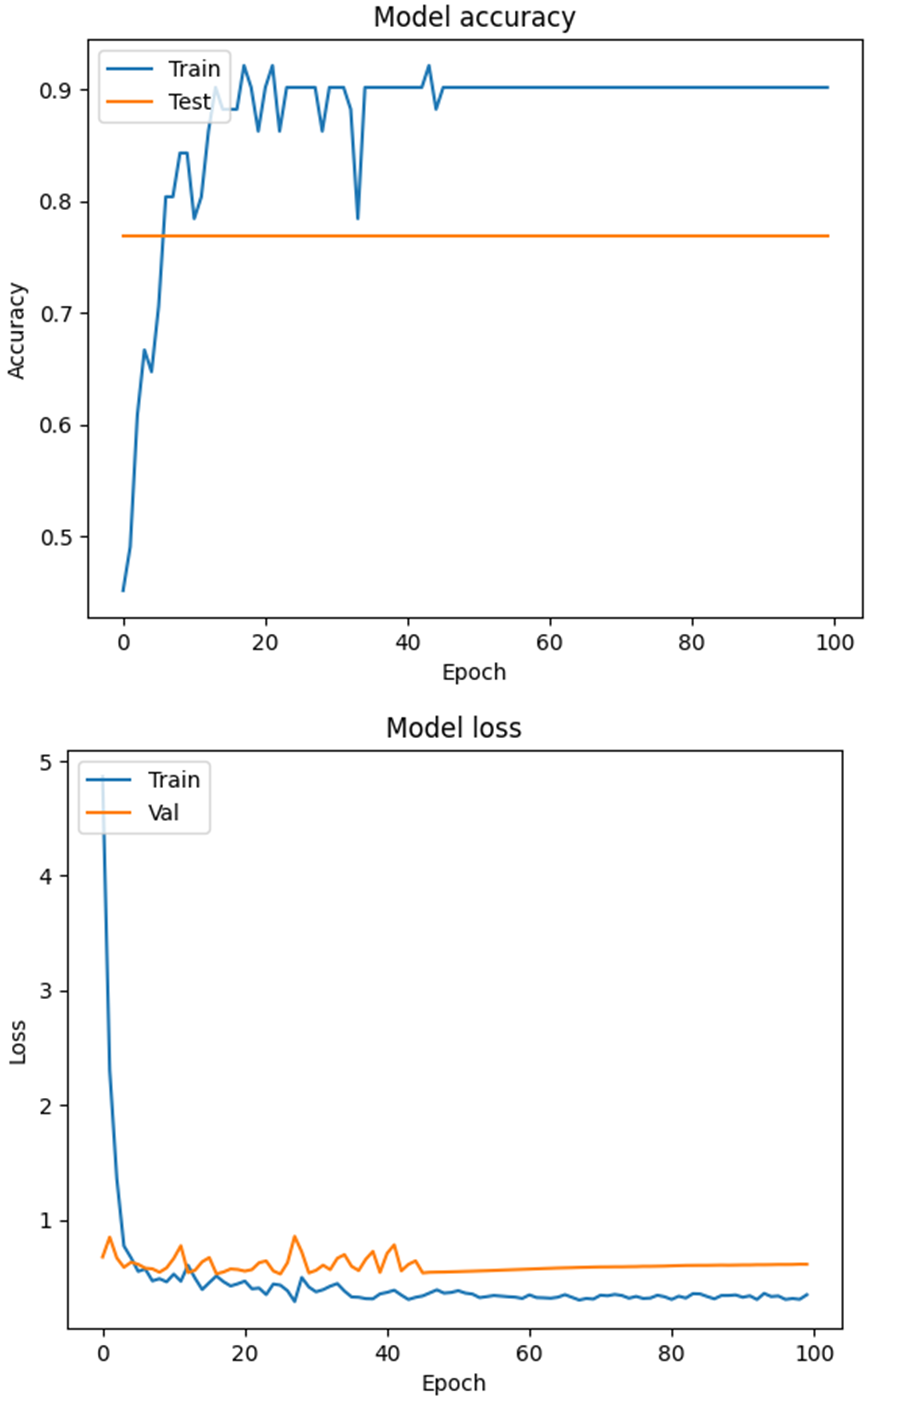 Model accuracy
Train
Test
0.9
0.8
0.7
0.6
0.5
Accuracy
0 20 40 60 80 100
Epoch
Model loss
Train
Val
5
4
3
2
1
Loss
0 20 40 60 80 100
Epoch